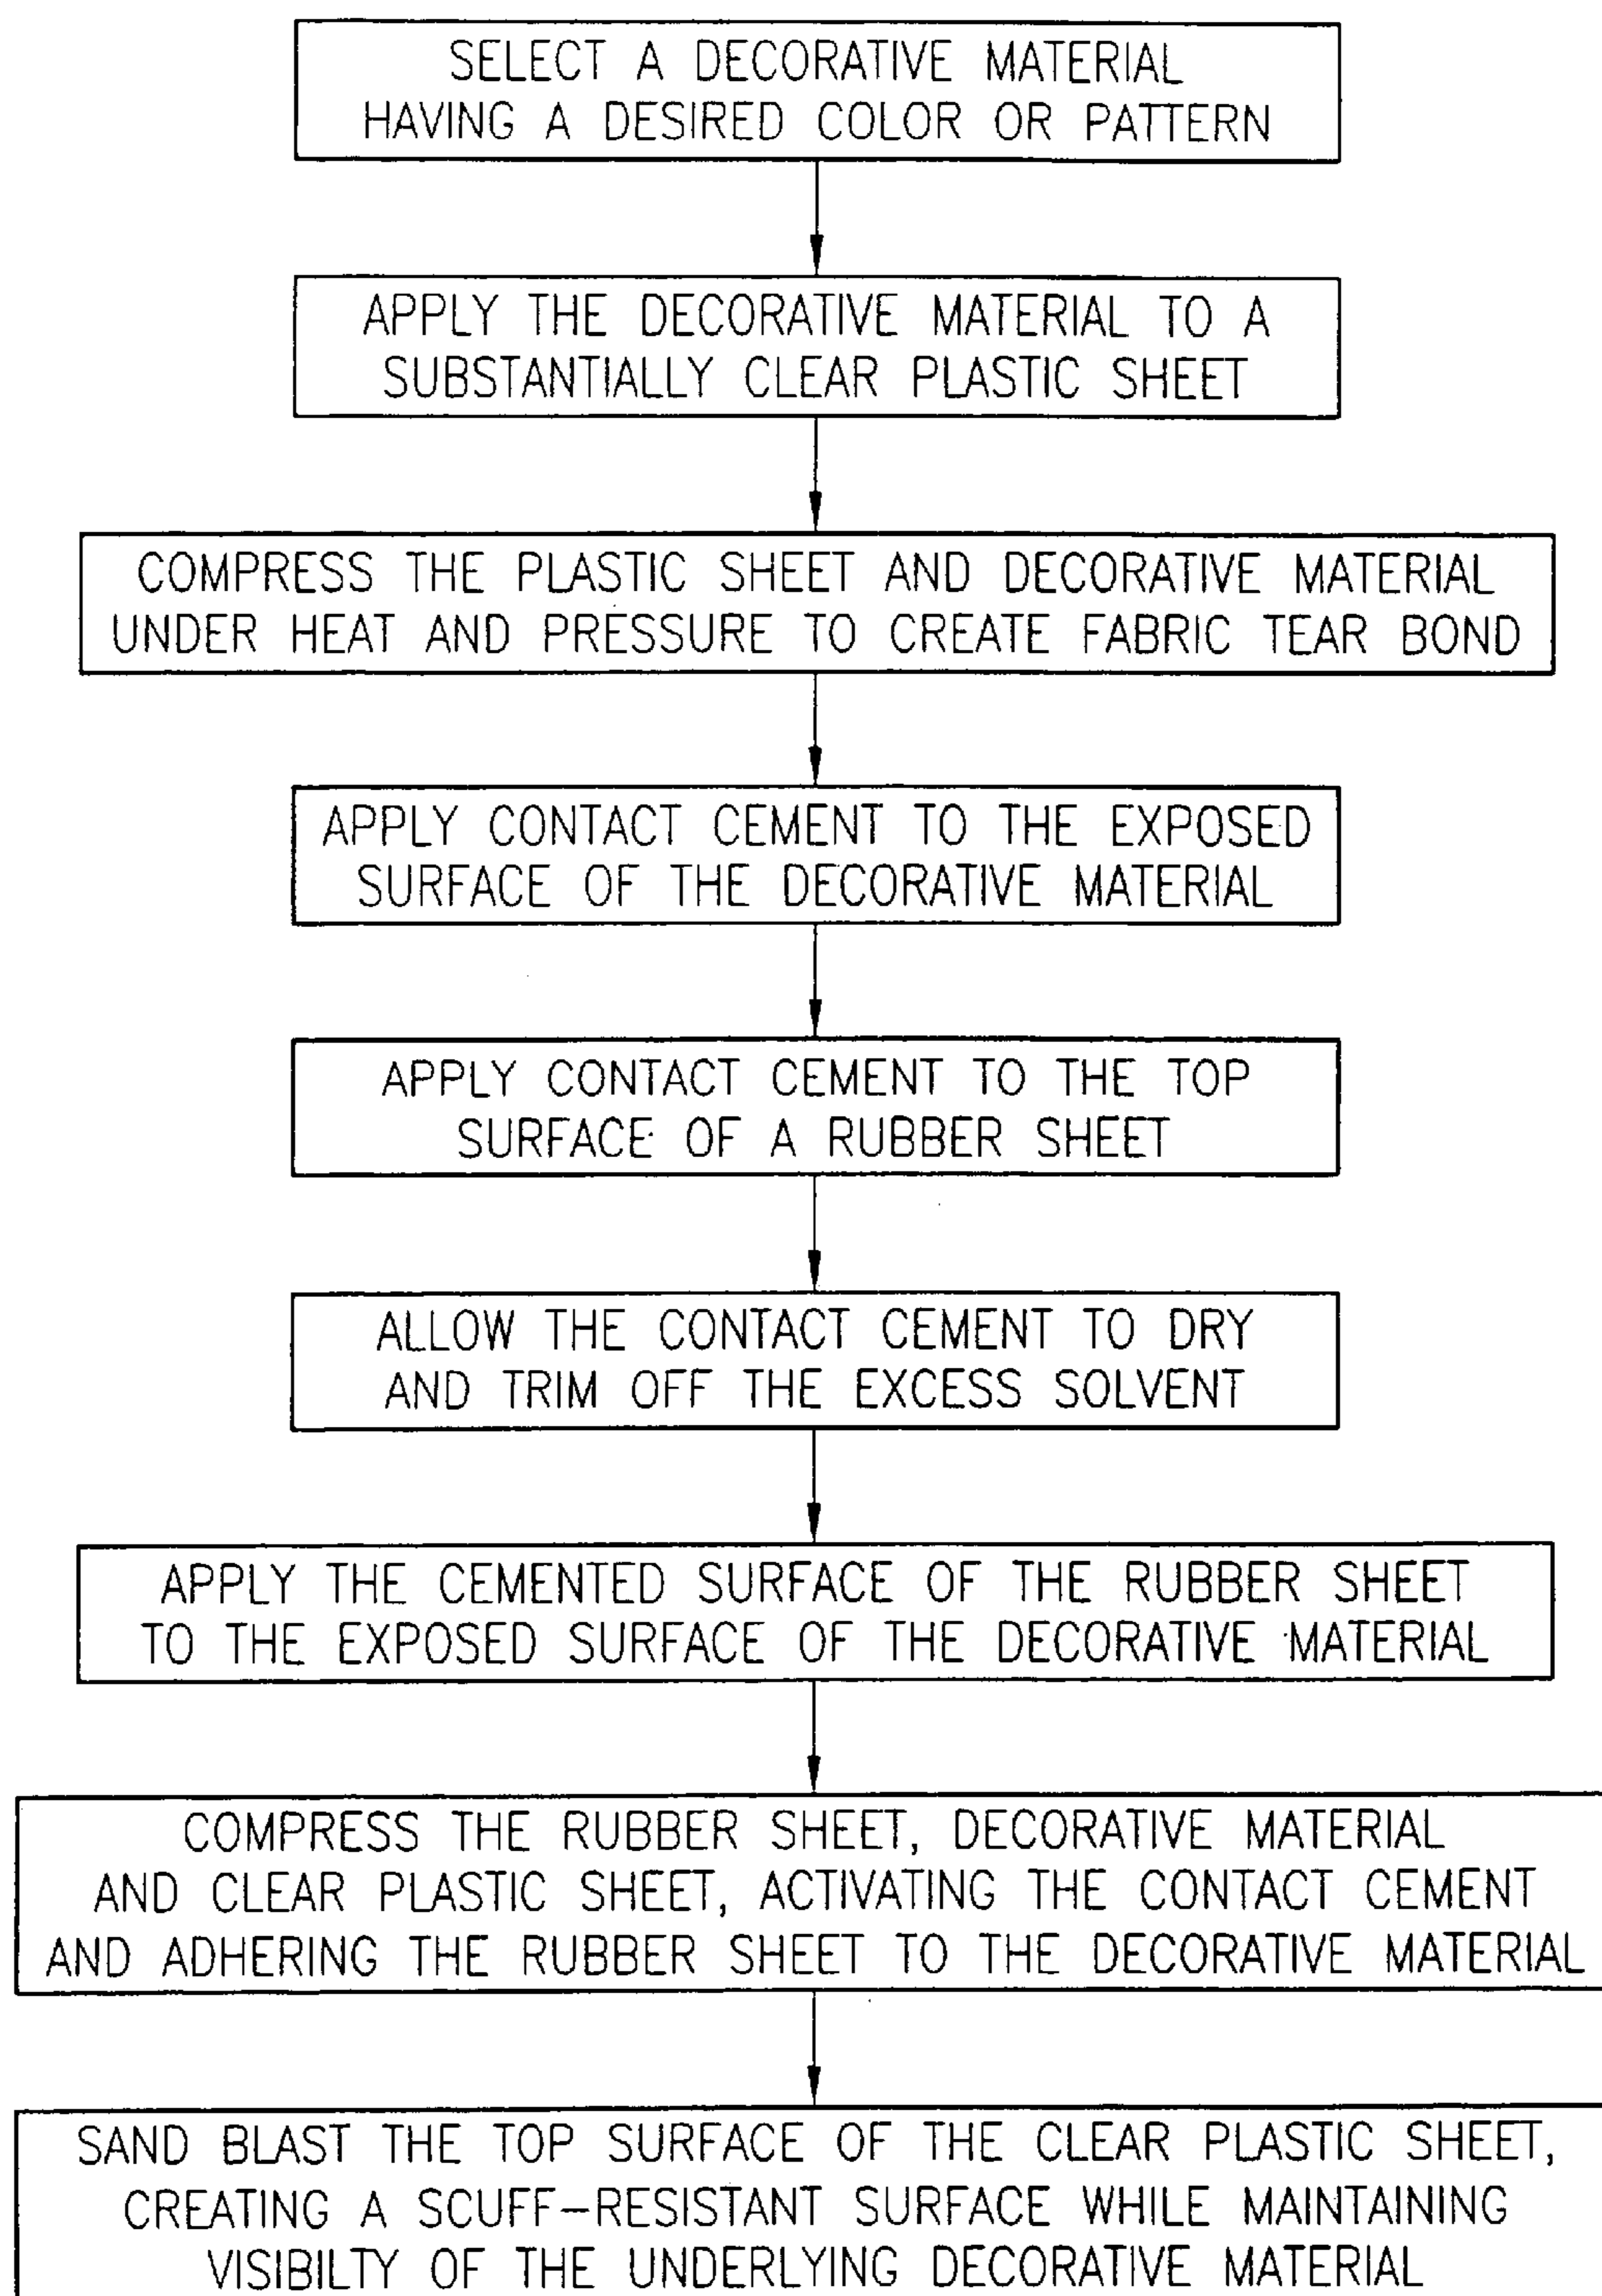 SELECT A DECORATIVE MATERIAL
HAVING A DESIRED COLOR OR PATTERN
APPLY THE DECORATIVE MATERIAL TO A
SUBSTANTIALLY CLEAR PLASTIC SHEET
COMPRESS THE PLASTIC SHEET AND DECORATIVE MATERIAL
UNDER HEAT AND PRESSURE TO CREATE FABRIC TEAR BOND
APPLY CONTACT CEMENT TO THE EXPOSED
SURFACE OF THE DECORATIVE MATERIAL
APPLY CONTACT CEMENT TO THE TOP
SURFACE OF A RUBBER SHEET
ALLOW THE CONTACT CEMENT TO DRY
AND TRIM OFF THE EXCESS SOLVENT
APPLY THE CEMENTED SURFACE OF THE RUBBER SHEET
TO THE EXPOSED SURFACE OF THE DECORATIVE MATERIAL
COMPRESS THE RUBBER SHEET, DECORATIVE MATERIAL
AND CLEAR PLASTIC SHEET, ACTIVATING THE CONTACT CEMENT
AND ADHERING THE RUBBER SHEET TO THE DECORATIVE MATERIAL
SAND BLAST THE TOP SURFACE OF THE CLEAR PLASTIC SHEET,
CREATING A SCUFF-RESISTANT SURFACE WHILE MAINTAINING
VISIBILTY OF THE UNDERLYING DECORATIVE MATERIAL